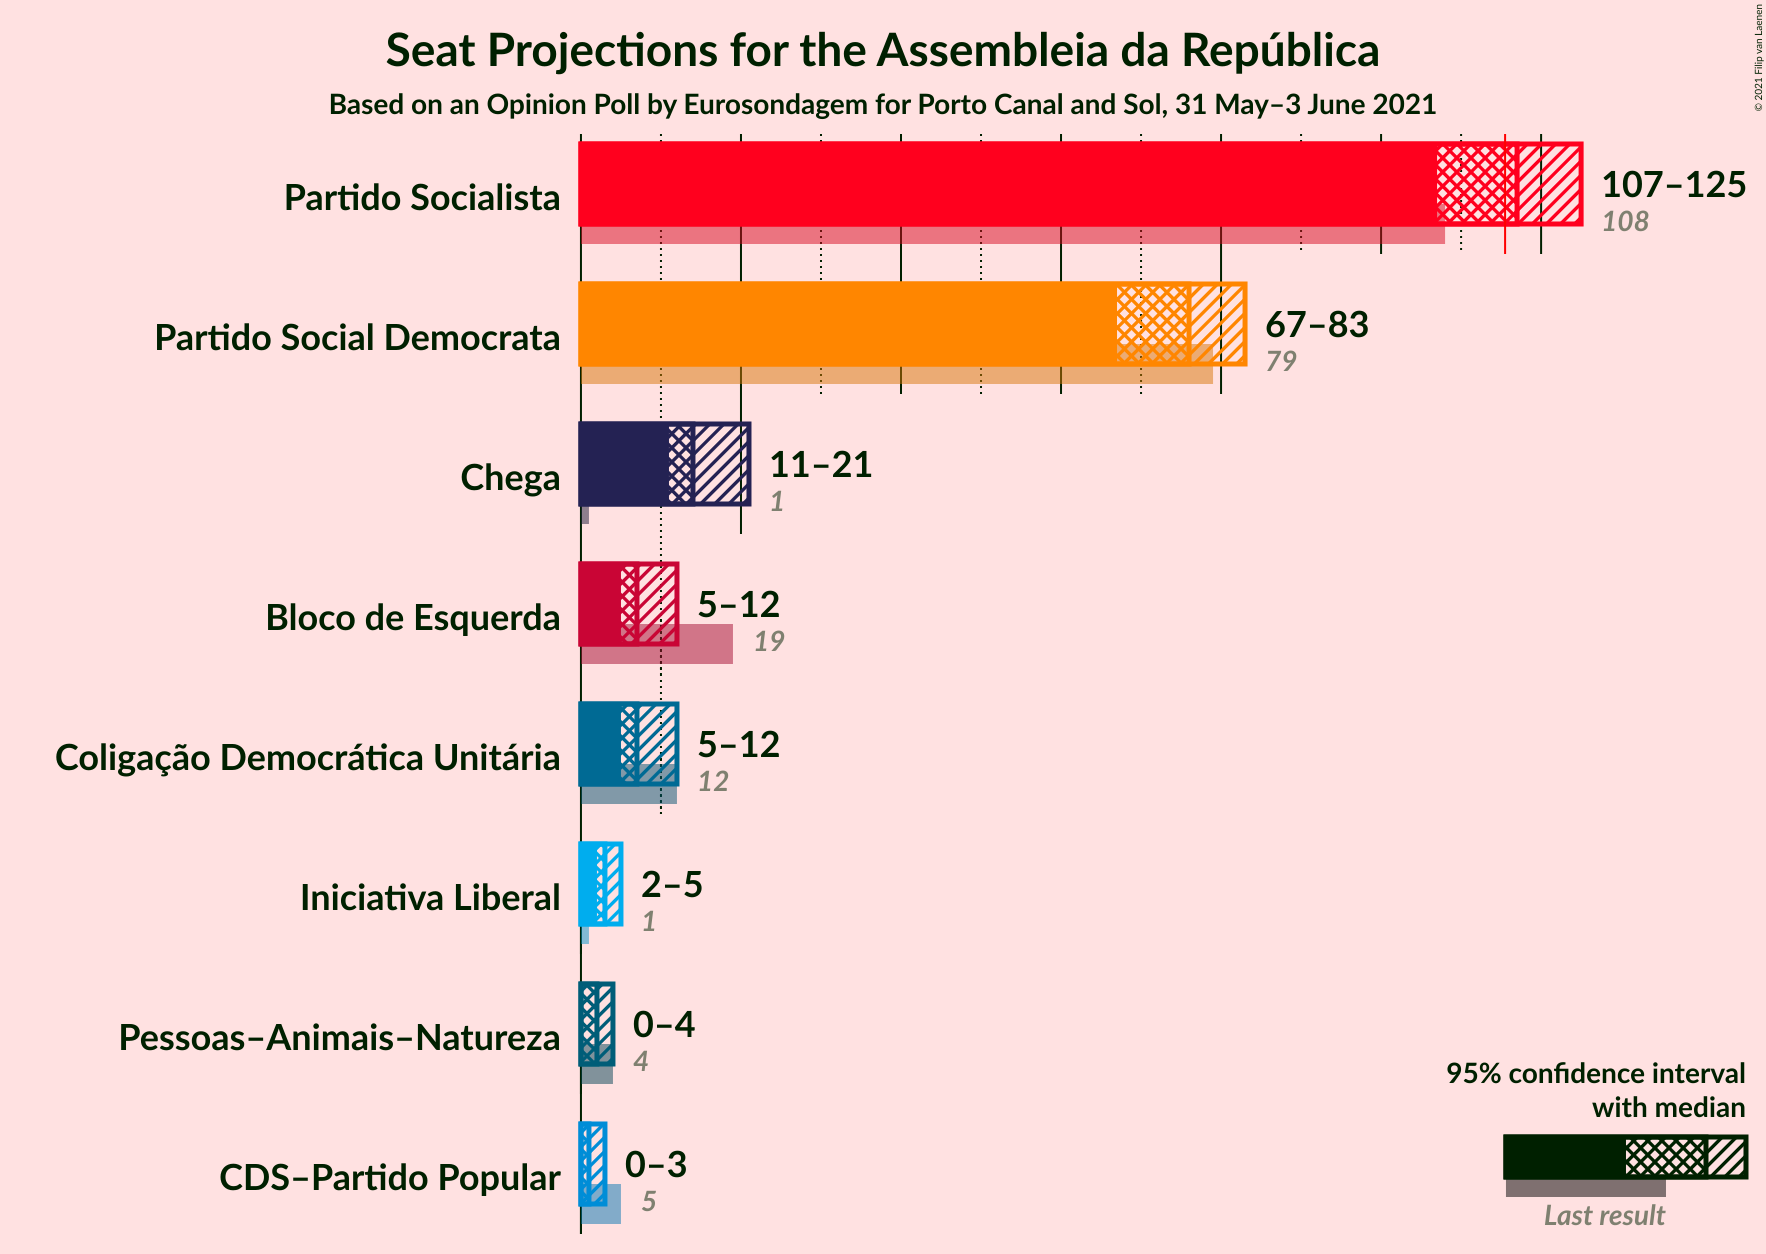 Seat Projections for the Assembleia da República
Based on an Opinion Poll by Eurosondagem for Porto Canal and Sol, 31 May–3 June 2021
© 2021 Filip van Laenen
Partido Socialista
107–125
108
Partido Social Democrata
67–83
79
Chega
11–21
1
Bloco de Esquerda
5–12
19
Coligação Democrática Unitária
5–12
12
Iniciativa Liberal
2–5
1
Pessoas–Animais–Natureza
0–4
4
CDS–Partido Popular
0–3
5
95% confidence interval
with median
Last result